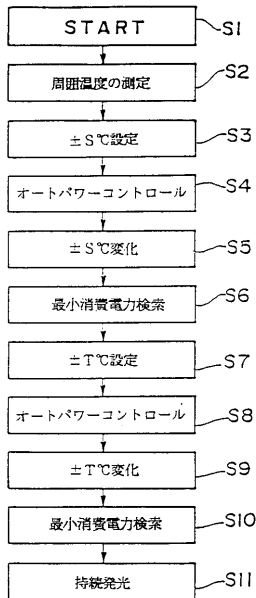 START S1
周囲温度の測定 S2
±S℃設定 S3
オートパワーコントロール S4
±S℃変化 S5
最小消費電力検索 S6
±T℃設定 S7
オートパワーコントロール S8
±T℃変化 S9
最小消費電力検索 S10
持続発光 S11